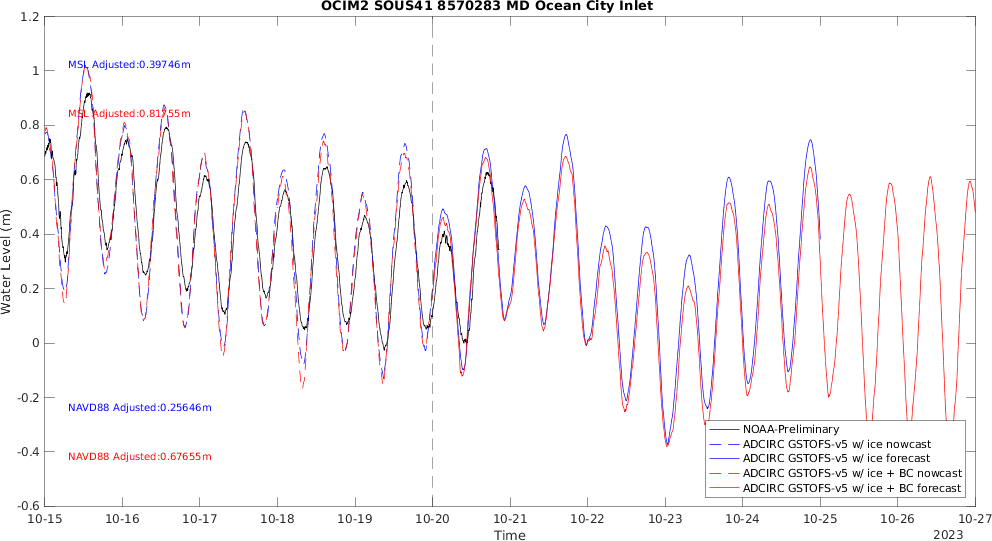 OCIM2 SOUS41 8570283 MD Ocean City Inlet
1.2
1
0.8
0.6
0.4
0.2
0
-0.2
-0.4
-0.6
Water Level (m)
MSL Adjusted:0.39746m
MSL Adjusted:0.81755m
NAVD88 Adjusted:0.25646m
NAVD88 Adjusted:0.67655m
NOAA-Preliminary
ADCIRC GSTOFS-v5 w/ ice nowcast
ADCIRC GSTOFS-v5 w/ ice forecast
ADCIRC GSTOFS-v5 w/ ice + BC nowcast
ADCIRC GSTOFS-v5 w/ ice + BC forecast
10-15 10-16 10-17 10-18 10-19 10-20 10-21 10-22 10-23 10-24 10-25 10-26 10-27
Time
2023